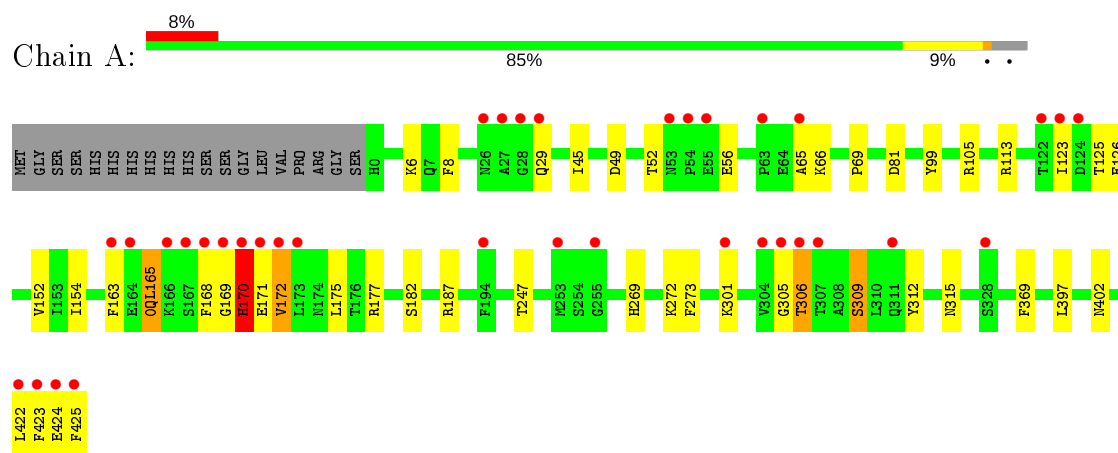 8%
Chain A:
85% 9% • •
MET GLY SER SER HIS HIS HIS HIS HIS HIS SER SER GLY LEU VAL PRO ARG GLY SER H0 K6 Q7 F8 N26 A27 G28 Q29 I45 D49 T52 N53 P54 E55 E56 P63 E64 A65 K66 P69 D81 Y99 R105 R113 T122 I123 D124 T125
V152 I153 I154 F163 E164 OQL165 K166 S167 F168 G169 H170 E171 V172 L173 N174 L175 T176 R177 S182 R187 F194 T247 M253 S254 G255 H269 K272 F273 K301 V304 G305 T306 T307 A308 S309 L310 Q311 Y312 N315 S328 F369 L397 N402
L422 F423 E424 F425